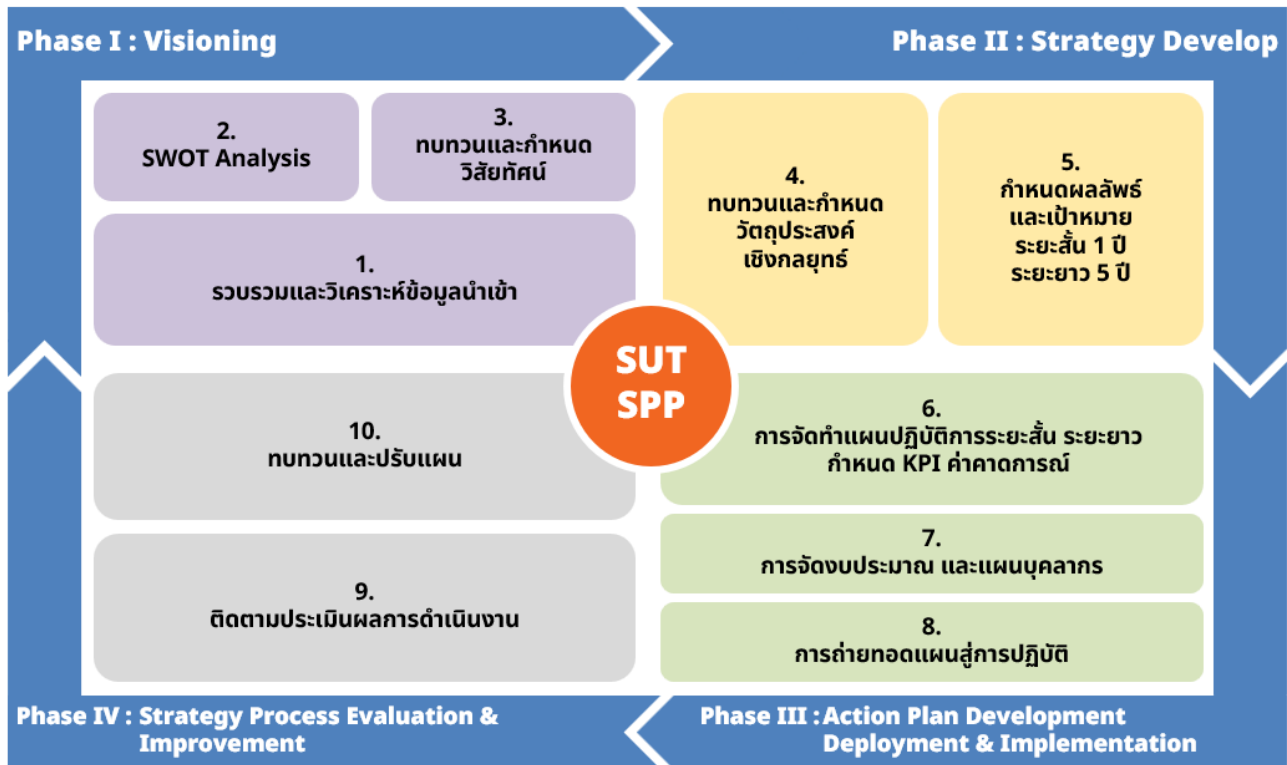 Phase I : Visioning
Phase II : Strategy Develop
2.
SWOT Analysis
3.
ทบทวนและกำหนด
วิสัยทัศน์
1.
รวบรวมและวิเคราะห์ข้อมูลนำเข้า
4.
ทบทวนและกำหนด
วัตถุประสงค์
เชิงกลยุทธ์
5.
กำหนดผลลัพธ์
และเป้าหมาย
ระยะสั้น 1 ปี
ระยะยาว 5 ปี
SUT
SPP
6.
การจัดทำแผนปฏิบัติการระยะสั้น ระยะยาว
กำหนด KPI ค่าคาดการณ์
7.
การจัดงบประมาณ และแผนบุคลากร
8.
การถ่ายทอดแผนสู่การปฏิบัติ
10.
ทบทวนและปรับแผน
9.
ติดตามประเมินผลการดำเนินงาน
Phase IV : Strategy Process Evaluation &
Improvement
Phase III : Action Plan Development
Deployment & Implementation